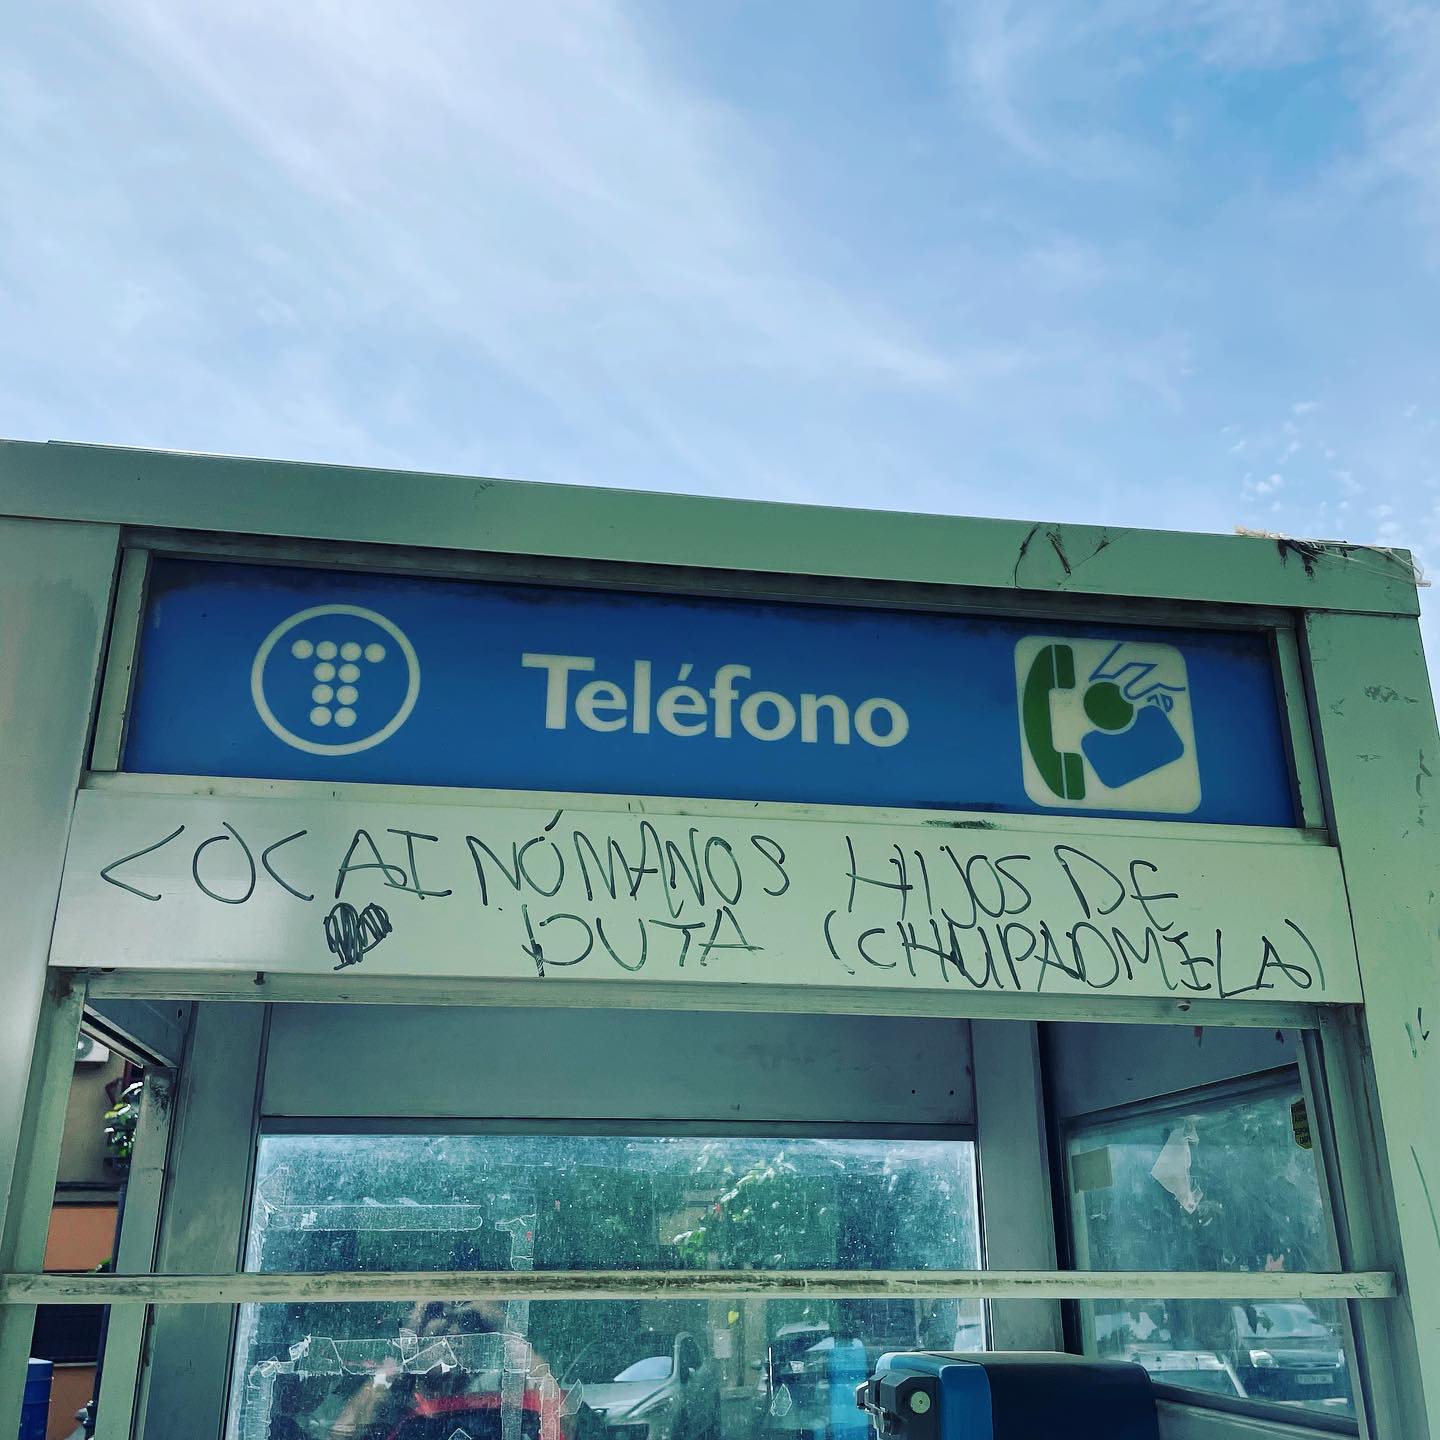 Teléfono
COCAINÓMANOS HIJOS DE
PUTA (CHUPADMELA)